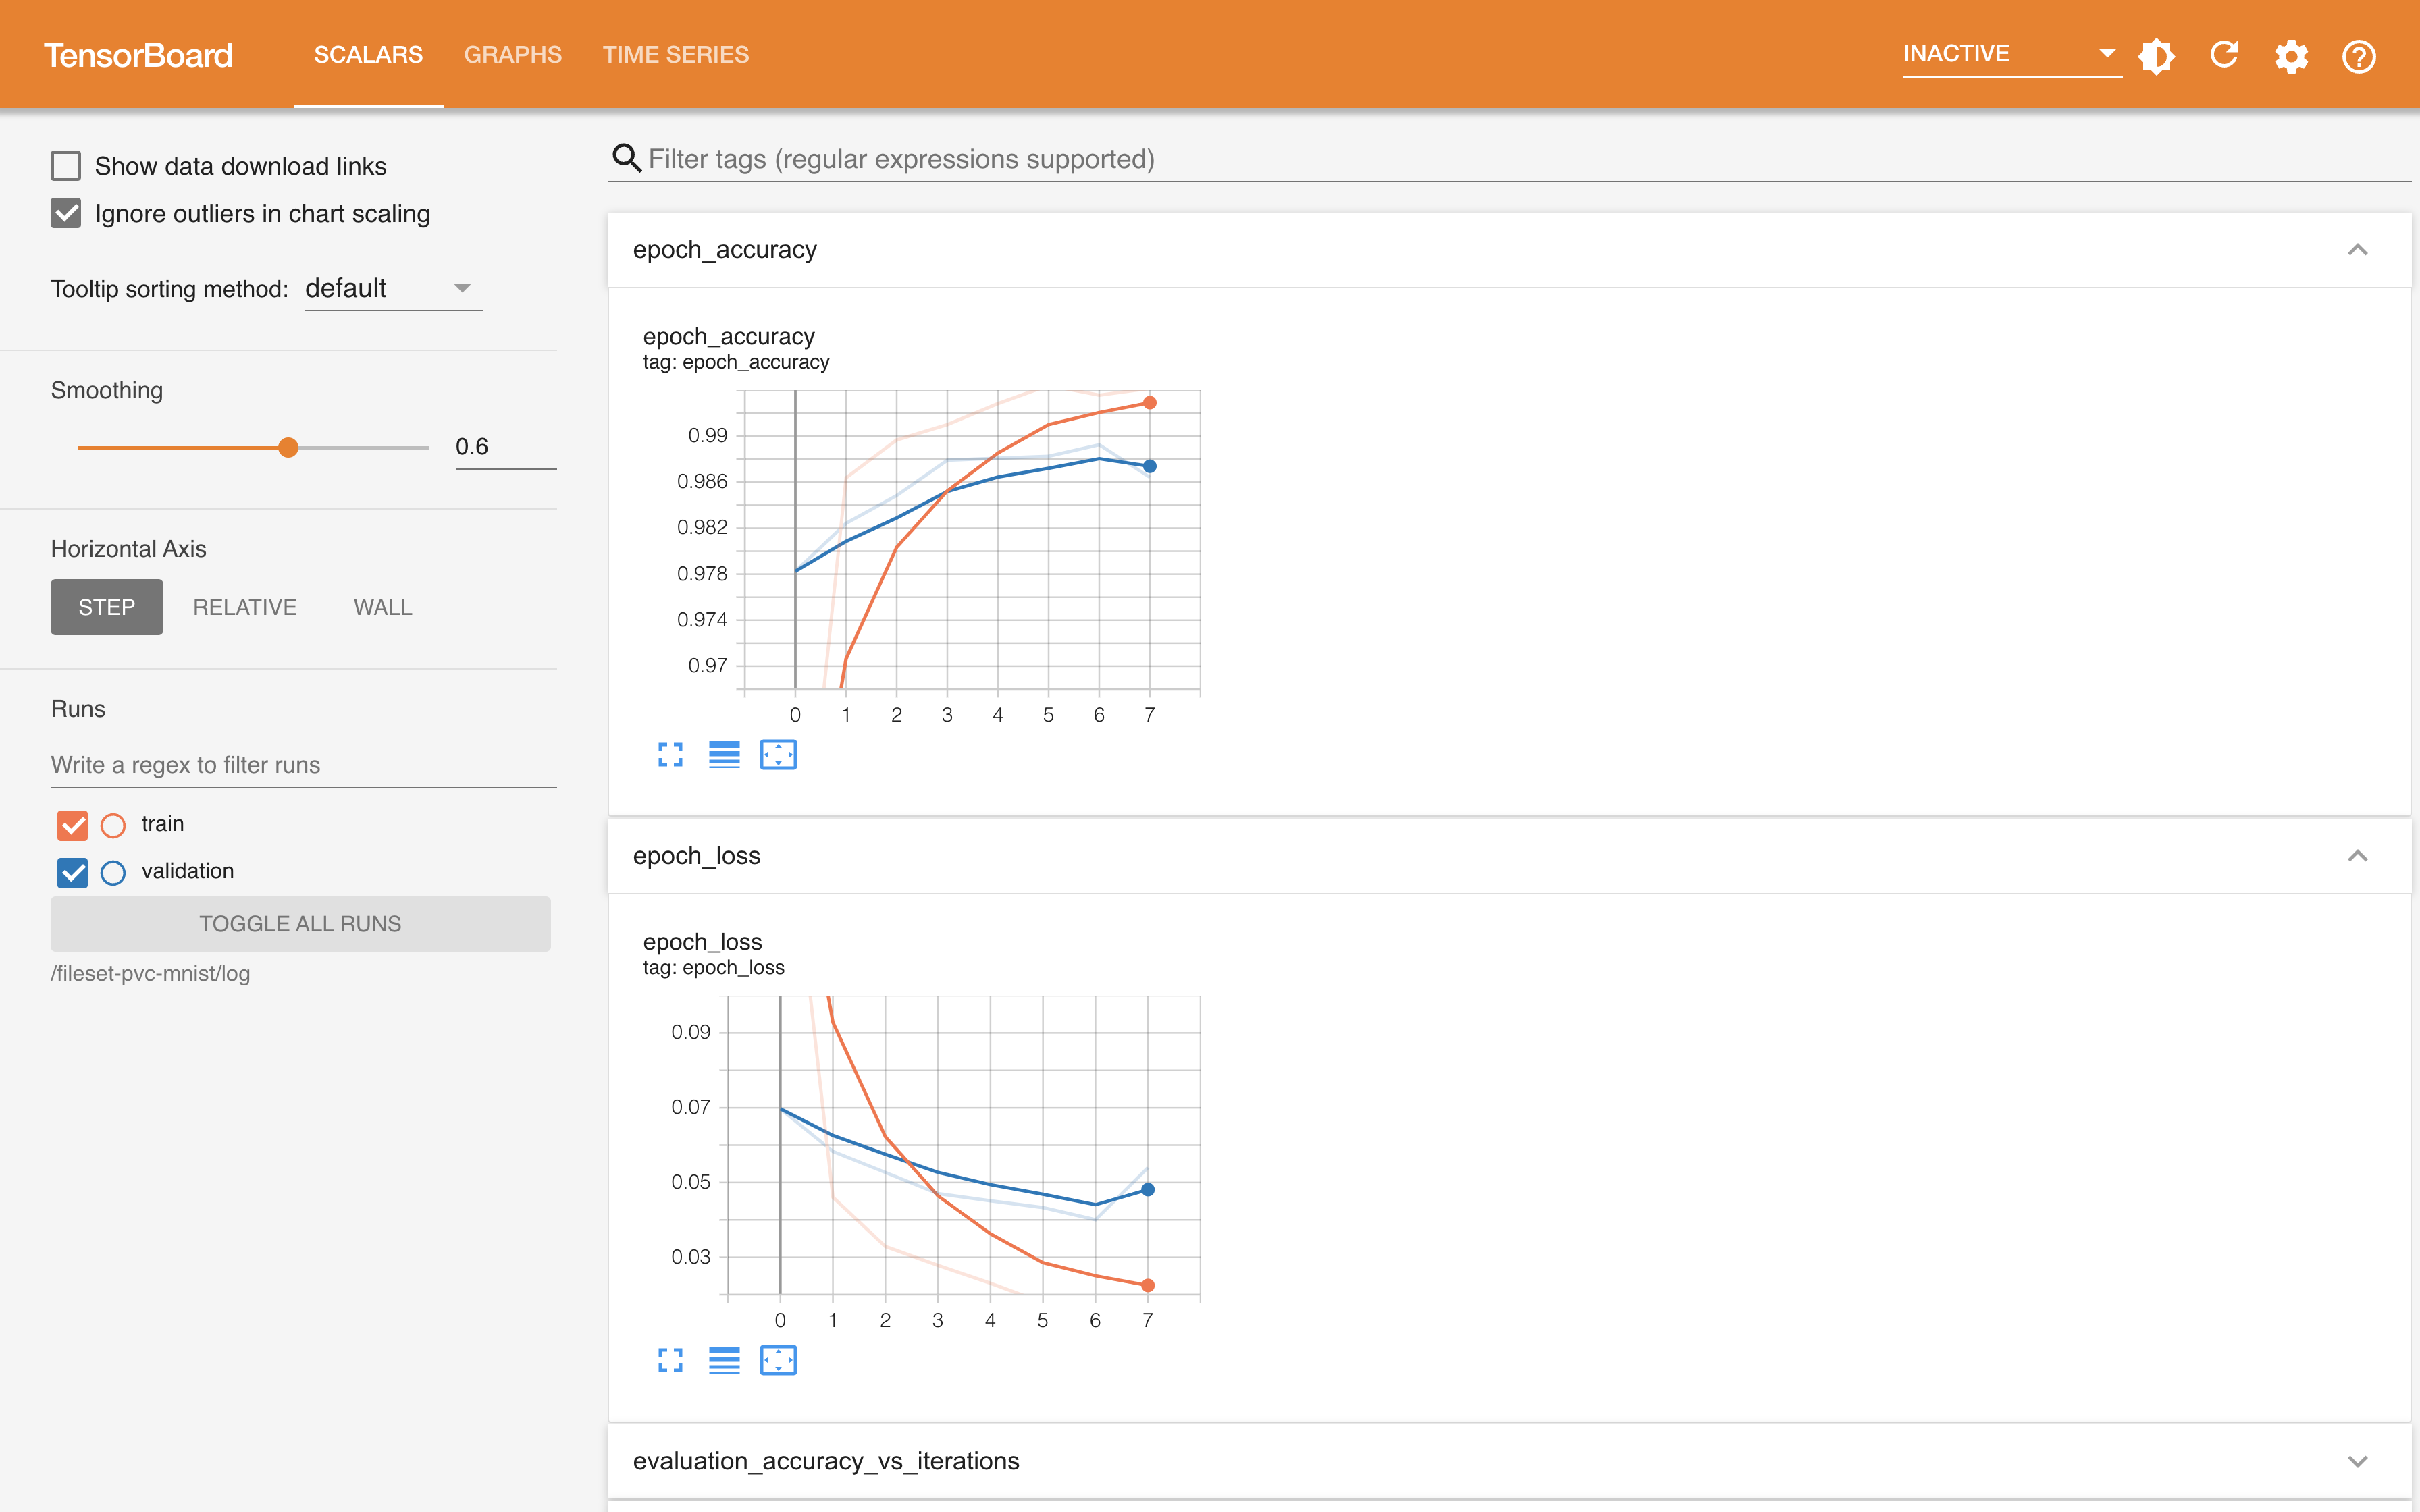 TensorBoard SCALARS GRAPHS TIME SERIES INACTIVE
Show data download links
Ignore outliers in chart scaling
Tooltip sorting method: default
Smoothing
0.6
Horizontal Axis
STEP RELATIVE WALL
Runs
Write a regex to filter runs
train
validation
TOGGLE ALL RUNS
/fileset-pvc-mnist/log
Filter tags (regular expressions supported)
epoch_accuracy
epoch_accuracy
tag: epoch_accuracy
0.99
0.986
0.982
0.978
0.974
0.97
0 1 2 3 4 5 6 7
epoch_loss
epoch_loss
tag: epoch_loss
0.09
0.07
0.05
0.03
0 1 2 3 4 5 6 7
evaluation_accuracy_vs_iterations